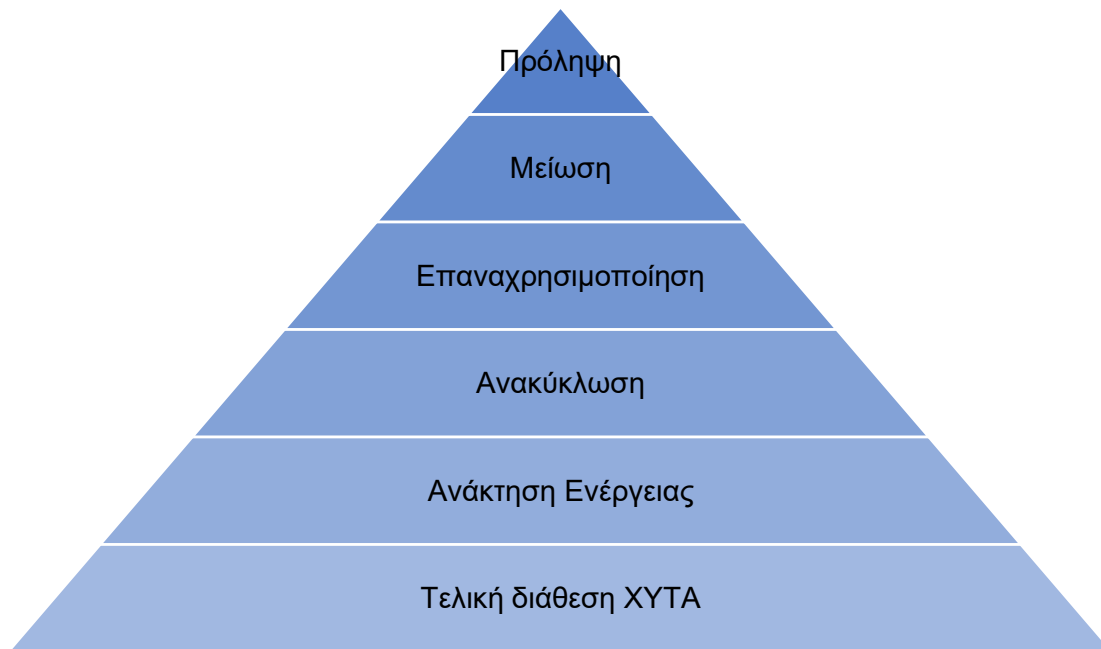 Πρόληψη
Μείωση
Επαναχρησιμοποίηση
Ανακύκλωση
Ανάκτηση Ενέργειας
Τελική διάθεση ΧΥΤΑ